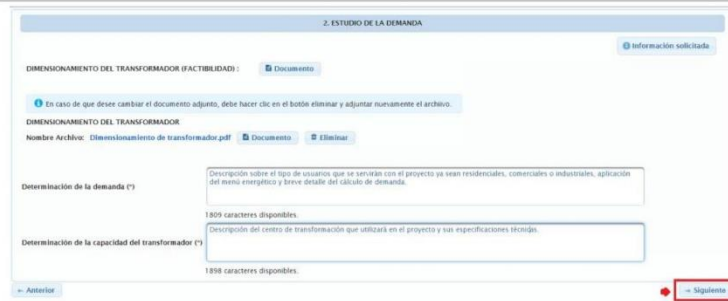 2. ESTUDIO DE LA DEMANDA
Información solicitada
DIMENSIONAMIENTO DEL TRANSFORMADOR (FACTIBILIDAD) : Documento
En caso de que desee cambiar el documento adjunto, debe hacer clic en el botón eliminar y adjuntar nuevamente el archivo.
DIMENSIONAMIENTO DEL TRANSFORMADOR
Nombre Archivo: Dimensionamiento de transformador.pdf Documento Eliminar
Determinación de la demanda (*)
Descripción sobre el tipo de usuarios que se servirán con el proyecto ya sean residenciales, comerciales o industriales, aplicación
del menú energético y breve detalle del cálculo de demanda.
1809 caracteres disponibles.
Determinación de la capacidad del transformador (*)
Descripción del centro de transformación que utilizará en el proyecto y sus especificaciones técnidas.
1898 caracteres disponibles.
← Anterior
→ Siguiente